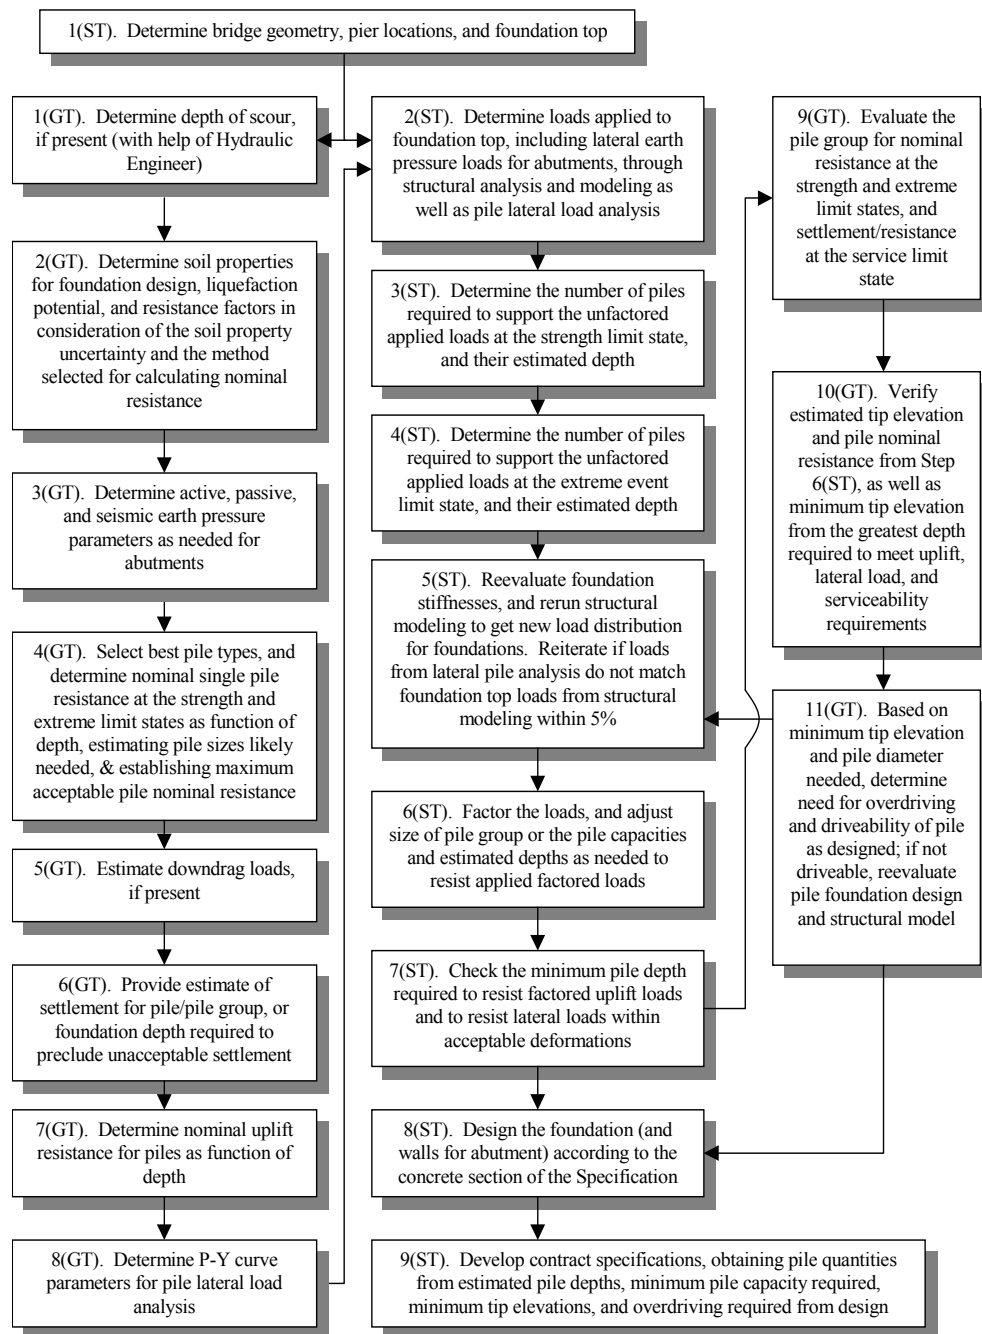 1(ST). Determine bridge geometry, pier locations, and foundation top
1(GT). Determine depth of scour,
if present (with help of Hydraulic
Engineer)
2(GT). Determine soil properties
for foundation design, liquefaction
potential, and resistance factors in
consideration of the soil property
uncertainty and the method
selected for calculating nominal
resistance
3(GT). Determine active, passive,
and seismic earth pressure
parameters as needed for
abutments
4(GT). Select best pile types, and
determine nominal single pile
resistance at the strength and
extreme limit states as function of
depth, estimating pile sizes likely
needed, & establishing maximum
acceptable pile nominal resistance
5(GT). Estimate downdrag loads,
if present
6(GT). Provide estimate of
settlement for pile/pile group, or
foundation depth required to
preclude unacceptable settlement
7(GT). Determine nominal uplift
resistance for piles as function of
depth
8(GT). Determine P-Y curve
parameters for pile lateral load
analysis
2(ST). Determine loads applied to
foundation top, including lateral earth
pressure loads for abutments, through
structural analysis and modeling as
well as pile lateral load analysis
3(ST). Determine the number of piles
required to support the unfactored
applied loads at the strength limit state,
and their estimated depth
4(ST). Determine the number of piles
required to support the unfactored
applied loads at the extreme event
limit state, and their estimated depth
5(ST). Reevaluate foundation
stiffnesses, and rerun structural
modeling to get new load distribution
for foundations. Reiterate if loads
from lateral pile analysis do not match
foundation top loads from structural
modeling within 5%
6(ST). Factor the loads, and adjust
size of pile group or the pile capacities
and estimated depths as needed to
resist applied factored loads
7(ST). Check the minimum pile depth
required to resist factored uplift loads
and to resist lateral loads within
acceptable deformations
8(ST). Design the foundation (and
walls for abutment) according to the
concrete section of the Specification
9(ST). Develop contract specifications, obtaining pile quantities
from estimated pile depths, minimum pile capacity required,
minimum tip elevations, and overdriving required from design
9(GT). Evaluate the
pile group for nominal
resistance at the
strength and extreme
limit states, and
settlement/resistance
at the service limit
state
10(GT). Verify
estimated tip elevation
and pile nominal
resistance from Step
6(ST), as well as
minimum tip elevation
from the greatest depth
required to meet uplift,
lateral load, and
serviceability
requirements
11(GT). Based on
minimum tip elevation
and pile diameter
needed, determine
need for overdriving
and driveability of pile
as designed; if not
driveable, reevaluate
pile foundation design
and structural model